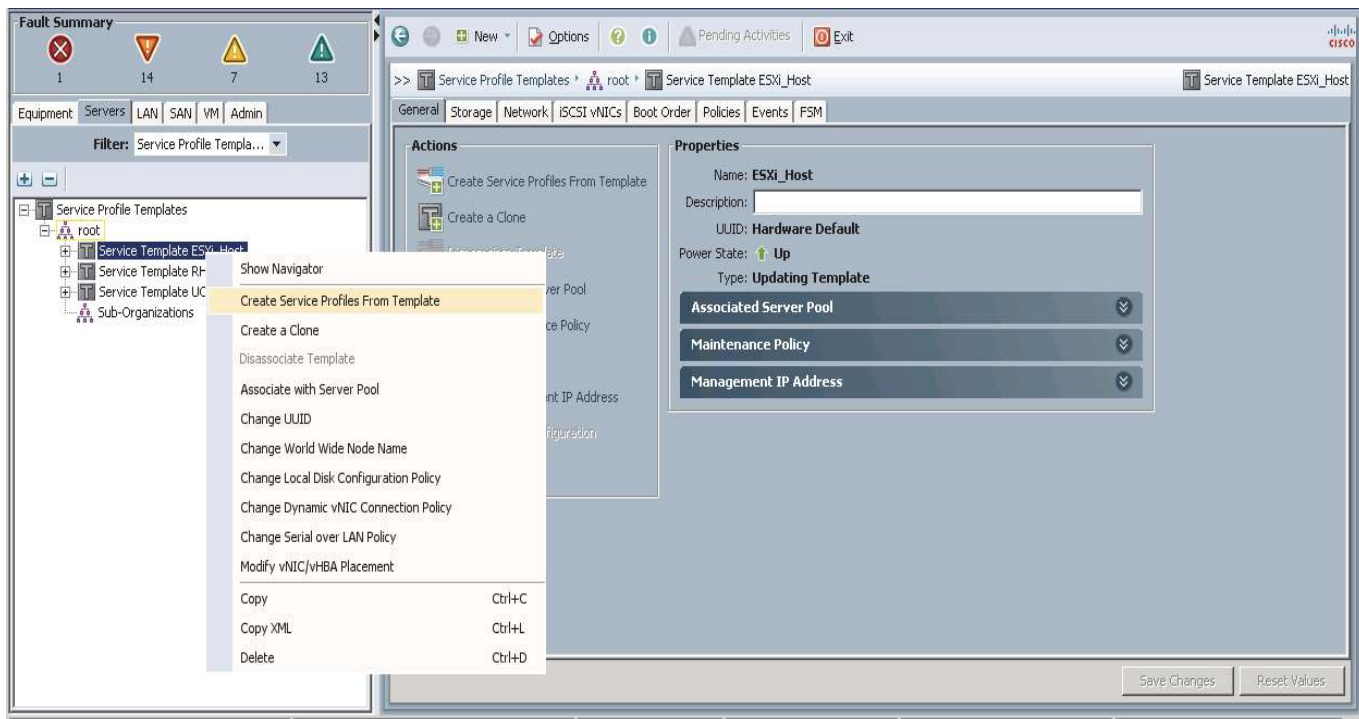 Fault Summary
1 14 7 13
Equipment Servers LAN SAN VM Admin
Filter: Service Profile Templa...
Service Profile Templates
root
Service Template ESXi_Host
Service Template RH
Service Template UC
Sub-Organizations
Show Navigator
Create Service Profiles From Template
Create a Clone
Disassociate Template
Associate with Server Pool
Change UUID
Change World Wide Node Name
Change Local Disk Configuration Policy
Change Dynamic vNIC Connection Policy
Change Serial over LAN Policy
Modify vNIC/vHBA Placement
Copy Ctrl+C
Copy XML Ctrl+L
Delete Ctrl+D
New Options Pending Activities Exit
CISCO
>> Service Profile Templates root Service Template ESXi_Host Service Template ESXi_Host
General Storage Network iSCSI vNICs Boot Order Policies Events FSM
Actions
Create Service Profiles From Template
Create a Clone
ver Pool
ce Policy
nt IP Address
figuration
Properties
Name: ESXi_Host
Description:
UUID: Hardware Default
Power State: Up
Type: Updating Template
Associated Server Pool
Maintenance Policy
Management IP Address
Save Changes Reset Values